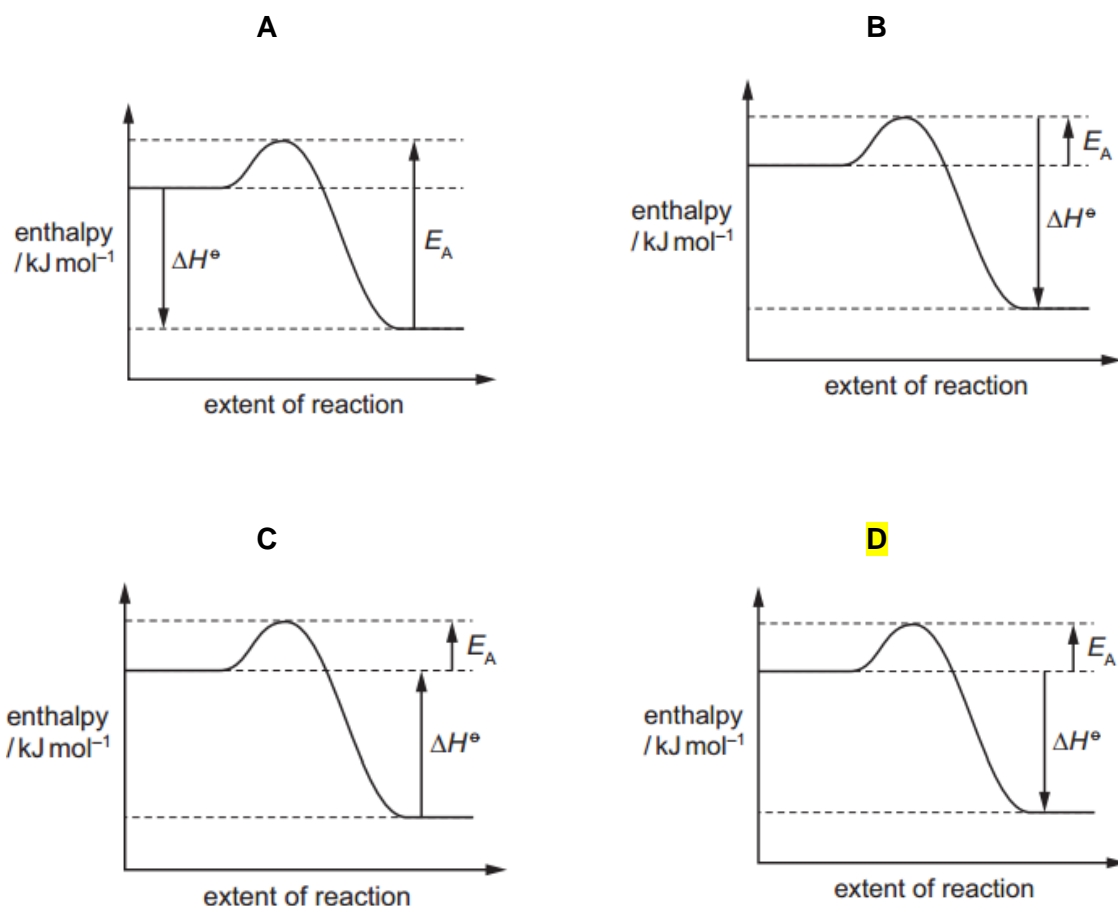 A
enthalpy
/ kJ mol⁻¹
ΔH⦵
E_A
extent of reaction
B
enthalpy
/ kJ mol⁻¹
E_A
ΔH⦵
extent of reaction
C
enthalpy
/ kJ mol⁻¹
E_A
ΔH⦵
extent of reaction
D
enthalpy
/ kJ mol⁻¹
E_A
ΔH⦵
extent of reaction